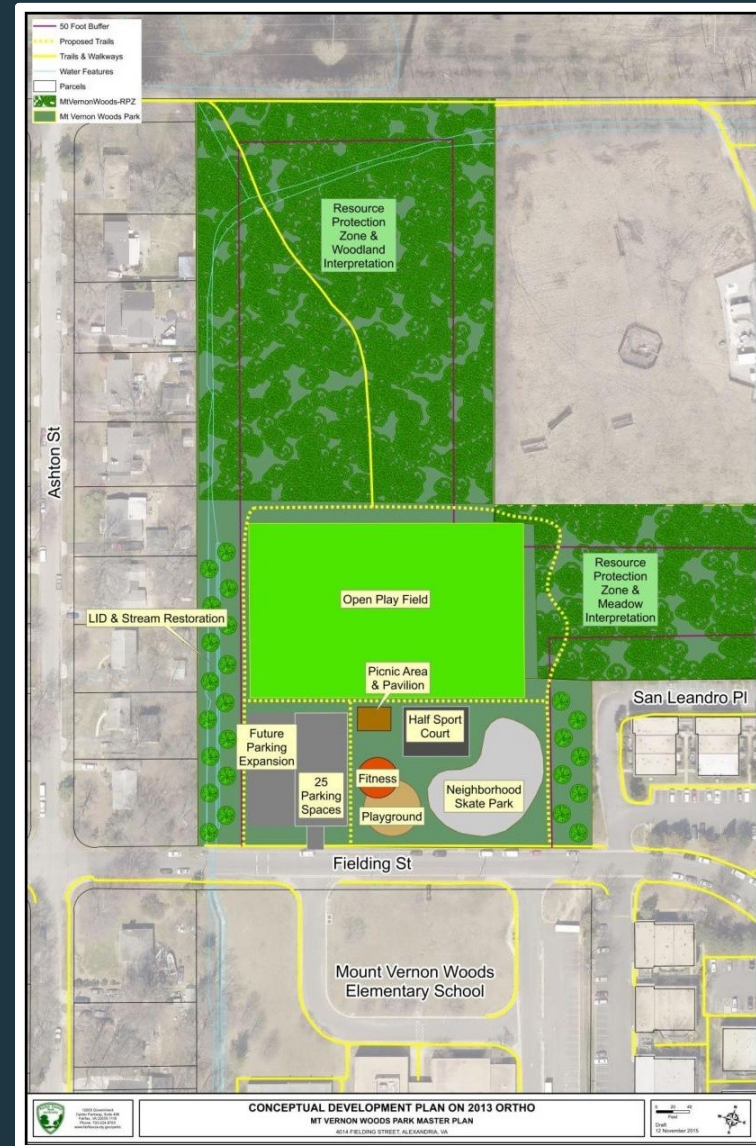 50 Foot Buffer
Proposed Trails
Trails & Walkways
Water Features
Parcels
MtVernonWoods-RPZ
Mt Vernon Woods Park
Resource
Protection
Zone &
Woodland
Interpretation
Ashton St
Open Play Field
Resource
Protection
Zone &
Meadow
Interpretation
LID & Stream Restoration
Picnic Area
& Pavilion
San Leandro Pl
Half Sport
Court
Future
Parking
Expansion
25
Parking
Spaces
Fitness
Playground
Neighborhood
Skate Park
Fielding St
Mount Vernon Woods
Elementary School
CONCEPTUAL DEVELOPMENT PLAN ON 2013 ORTHO
MT VERNON WOODS PARK MASTER PLAN
4014 FIELDING STREET, ALEXANDRIA, VA
Feet
Draft
12 November 2015